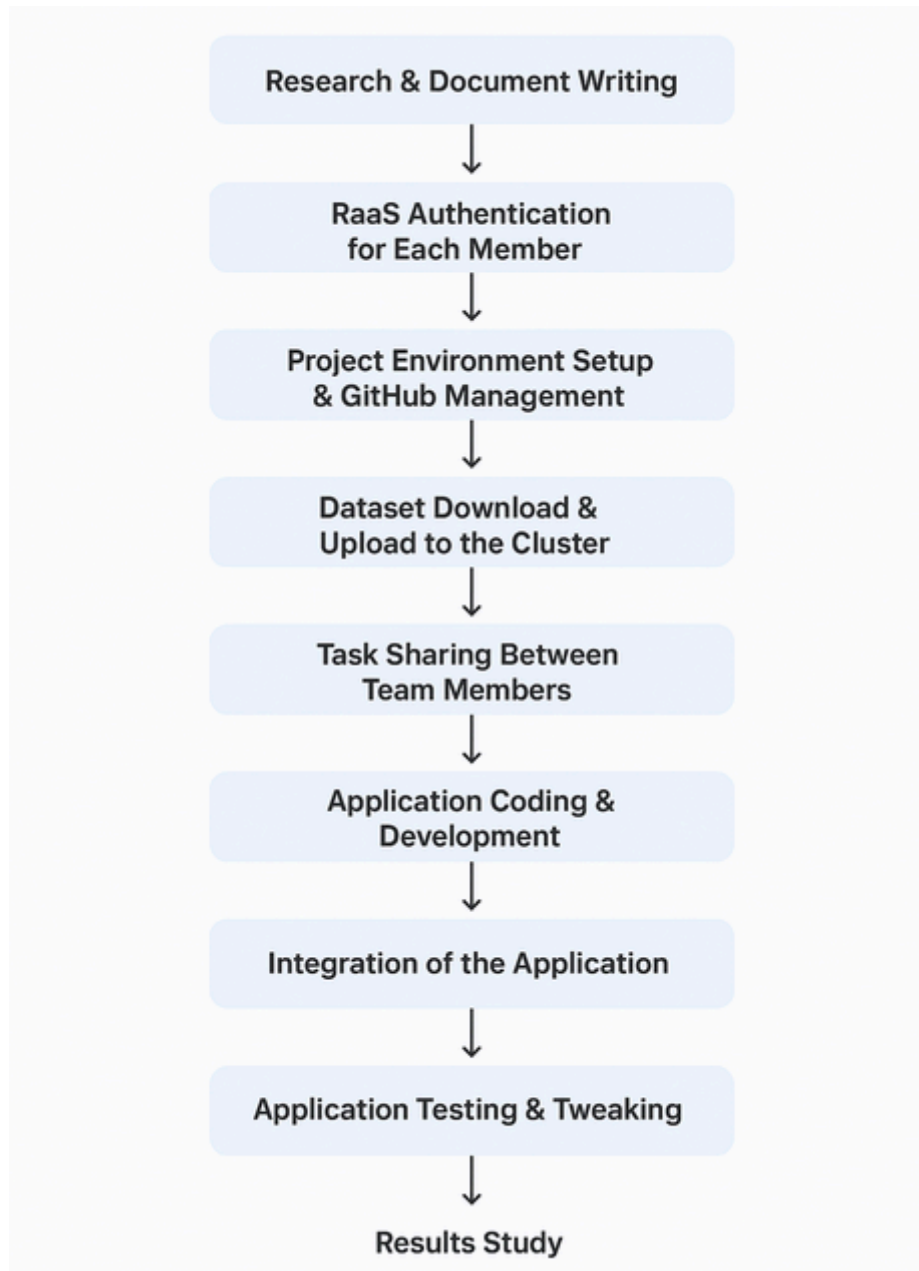 Research & Document Writing
RaaS Authentication
for Each Member
Project Environment Setup
& GitHub Management
Dataset Download &
Upload to the Cluster
Task Sharing Between
Team Members
Application Coding &
Development
Integration of the Application
Application Testing & Tweaking
Results Study